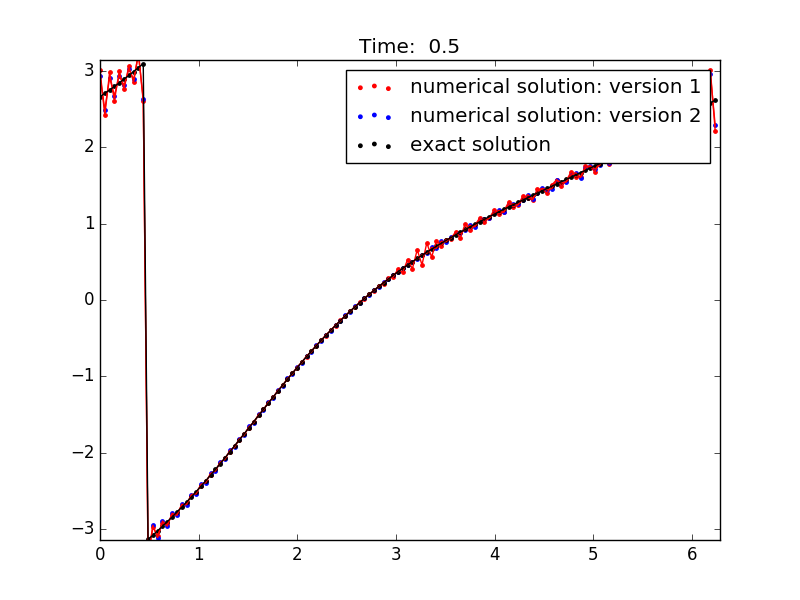 Time:  0.5
numerical solution: version 1
numerical solution: version 2
exact solution
3
2
1
0
−1
−2
−3
0 1 2 3 4 5 6